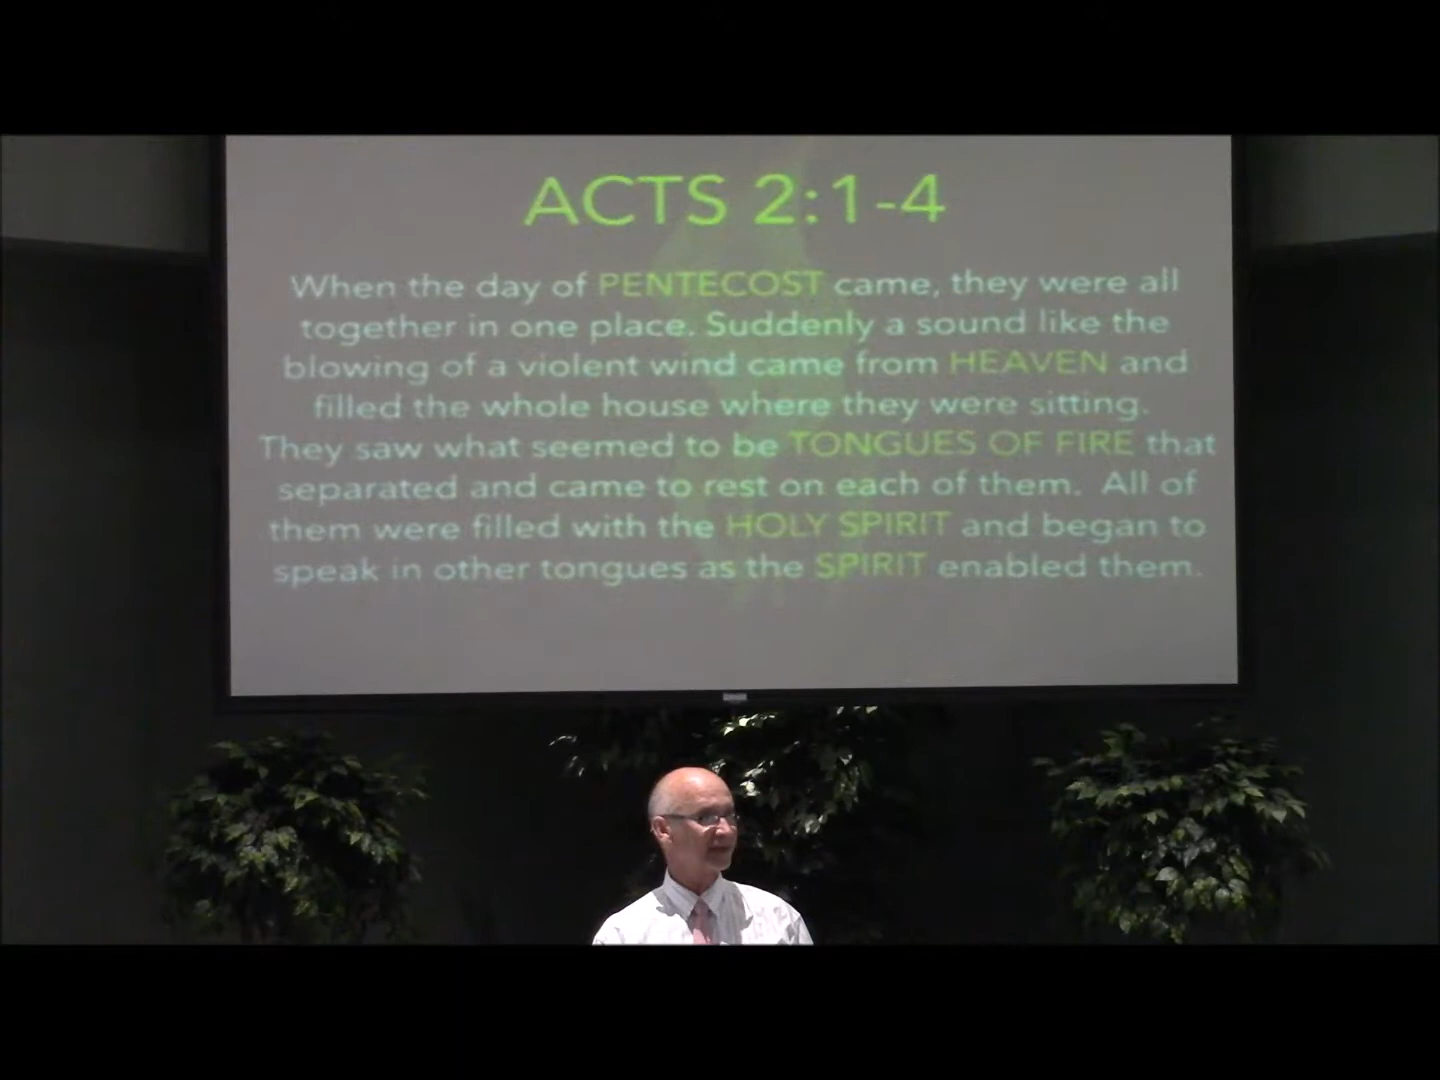 ACTS 2:1-4
When the day of PENTECOST came, they were all
together in one place. Suddenly a sound like the
blowing of a violent wind came from HEAVEN and
filled the whole house where they were sitting.
They saw what seemed to be TONGUES OF FIRE that
separated and came to rest on each of them. All of
them were filled with the HOLY SPIRIT and began to
speak in other tongues as the SPIRIT enabled them.